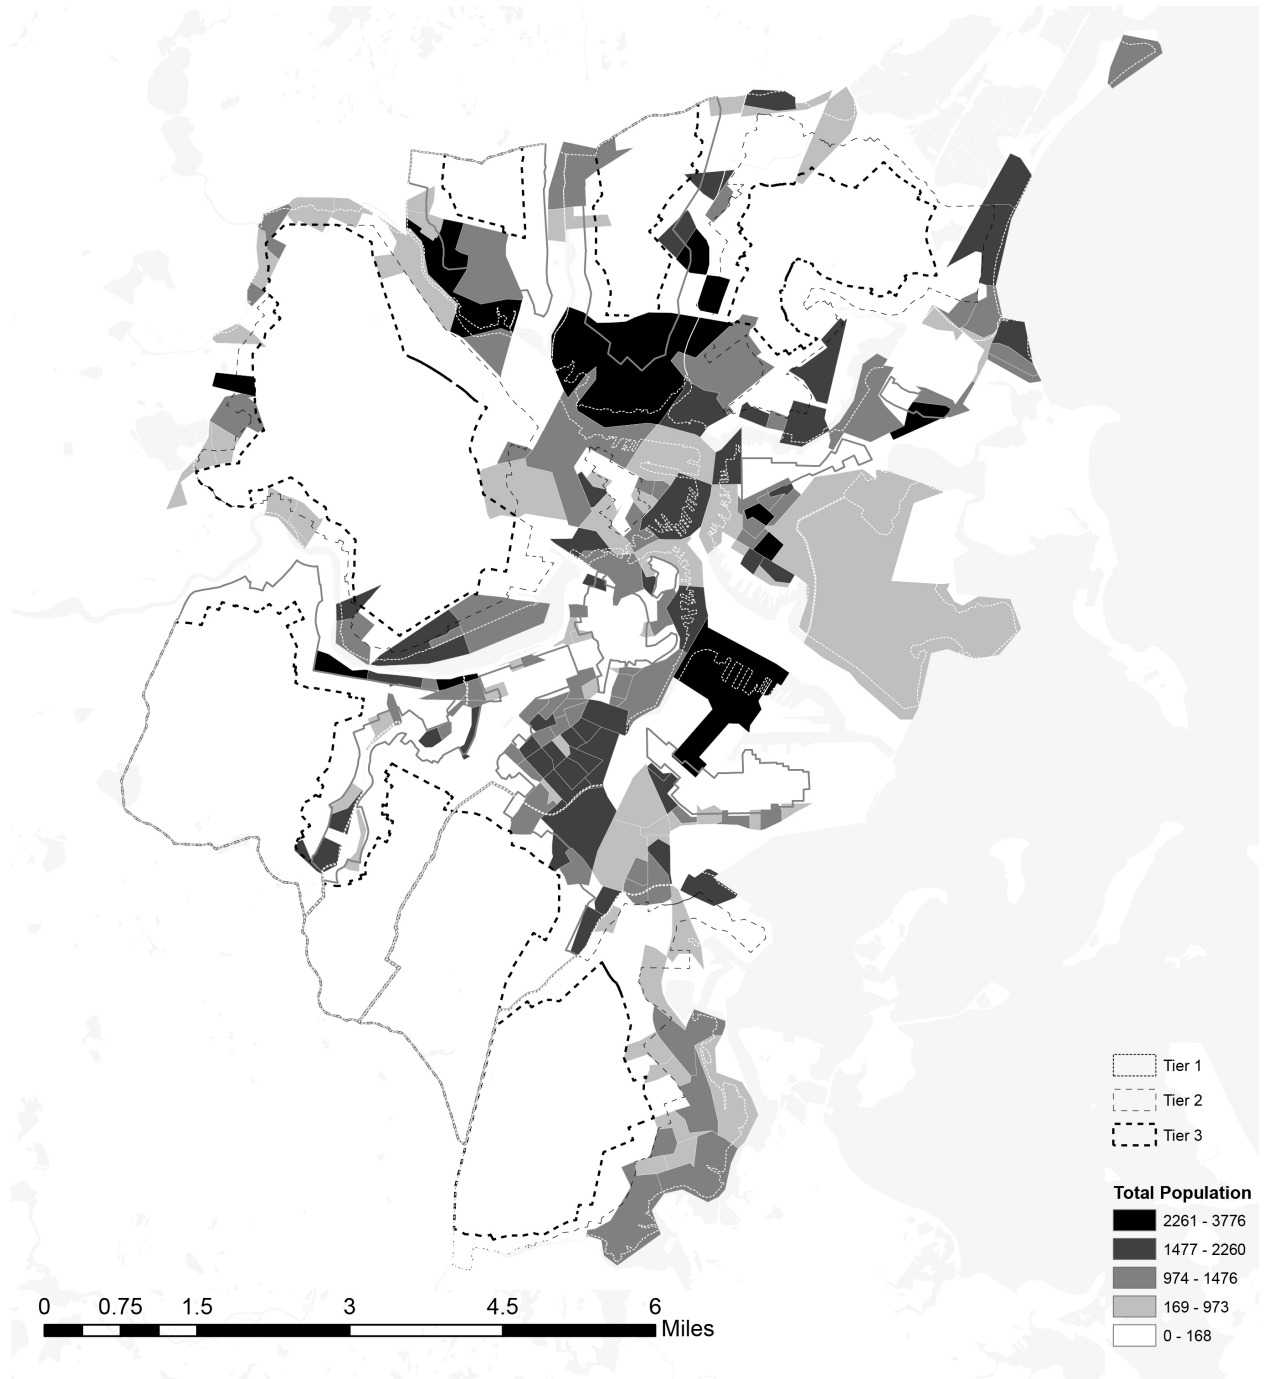 Tier 1
Tier 2
Tier 3
Total Population
2261 - 3776
1477 - 2260
974 - 1476
169 - 973
0 - 168
0 0.75 1.5 3 4.5 6
Miles